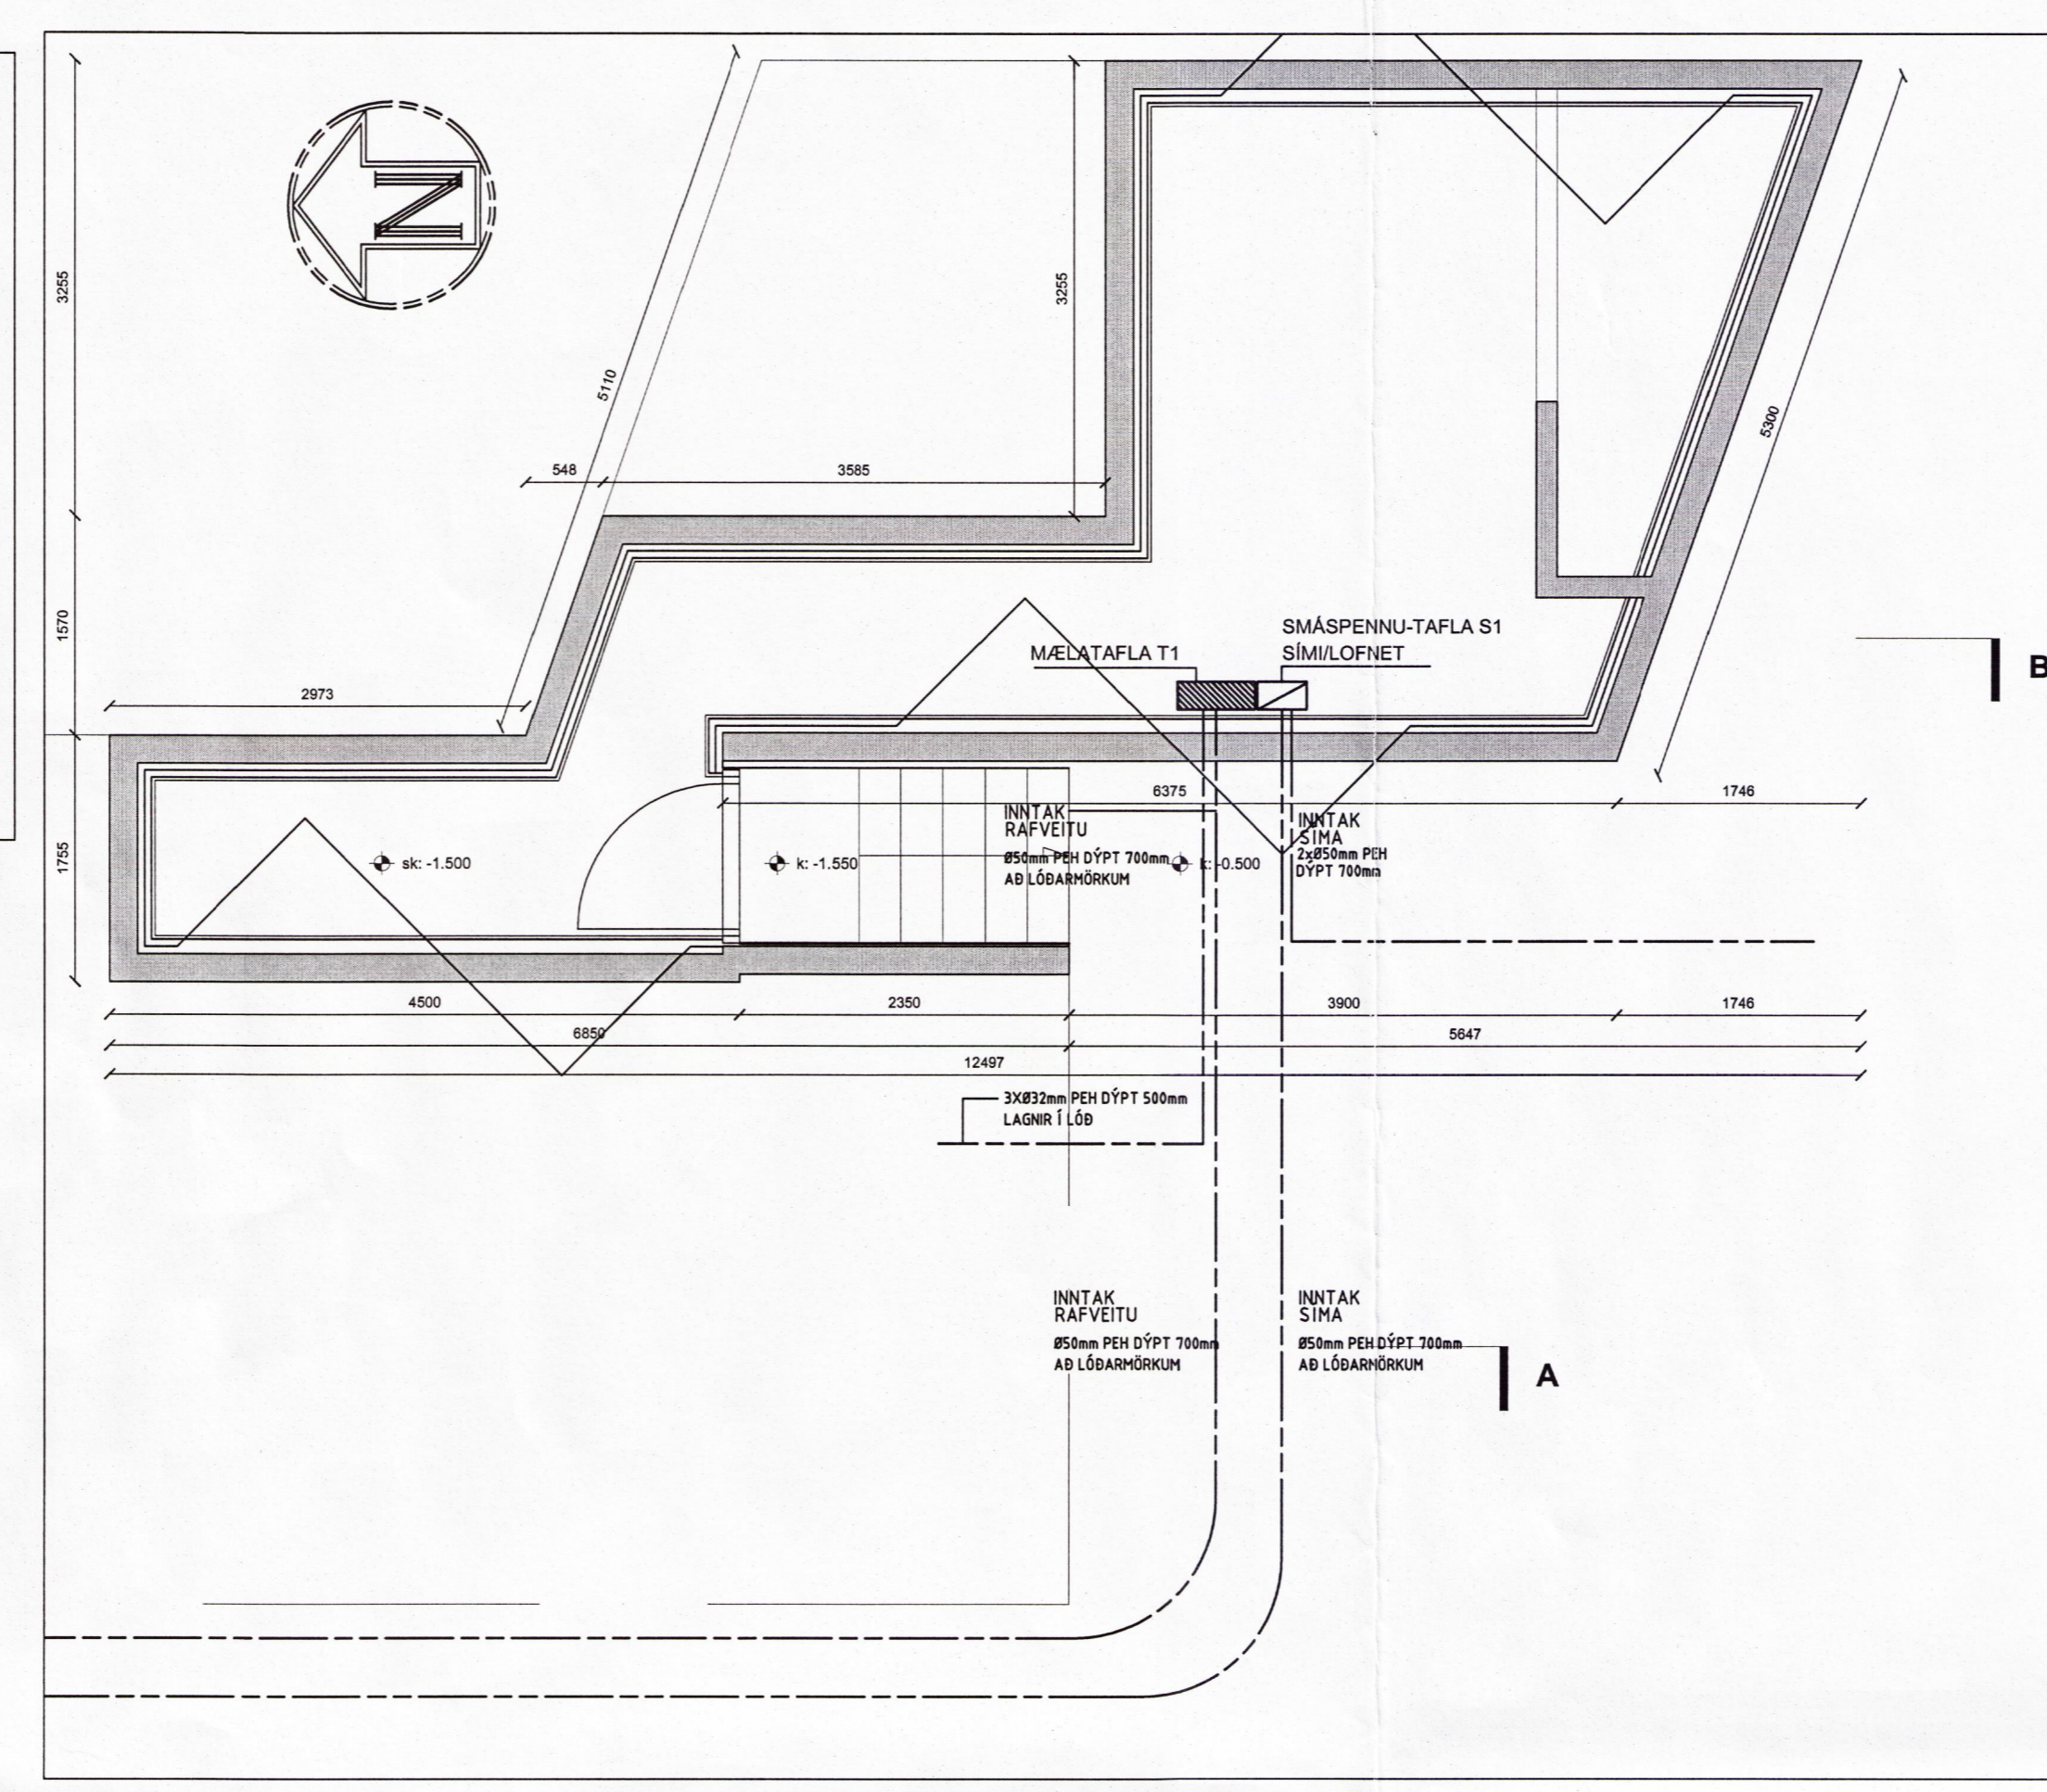 N
3255
3255
5110
5300
548
3585
1570
SMÁSPENNU-TAFLA S1
SÍMI/LOFNET
MÆLATAFLA T1
B
2973
6375
1746
INNTAK
RAFVEITU
Ø50mm PEH DÝPT 700mm
AÐ LÓÐARMÖRKUM
INNTAK
SIMA
2xØ50mm PEH
DÝPT 700mm
1755
sk: -1.500
k: -1.550
k: -0.500
4500
2350
3900
1746
6850
5647
12497
3XØ32mm PEH DÝPT 500mm
LAGNIR Í LÓÐ
INNTAK
RAFVEITU
Ø50mm PEH DÝPT 700mm
AÐ LÓÐARMÖRKUM
INNTAK
SIMA
Ø50mm PEH DÝPT 700mm
AÐ LÓÐARNÖRKUM
A